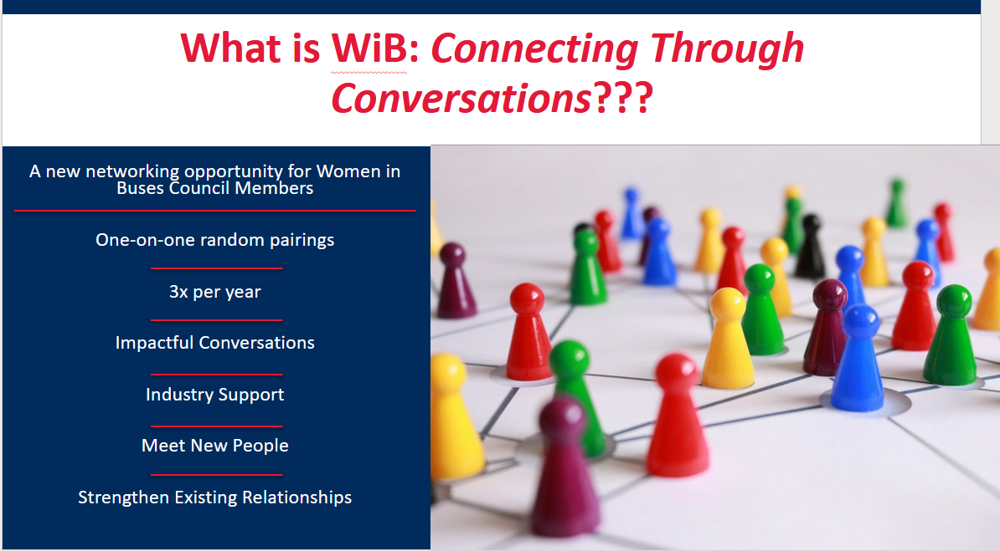 What is WiB: Connecting Through
Conversations???
A new networking opportunity for Women in
Buses Council Members
One-on-one random pairings
3x per year
Impactful Conversations
Industry Support
Meet New People
Strengthen Existing Relationships